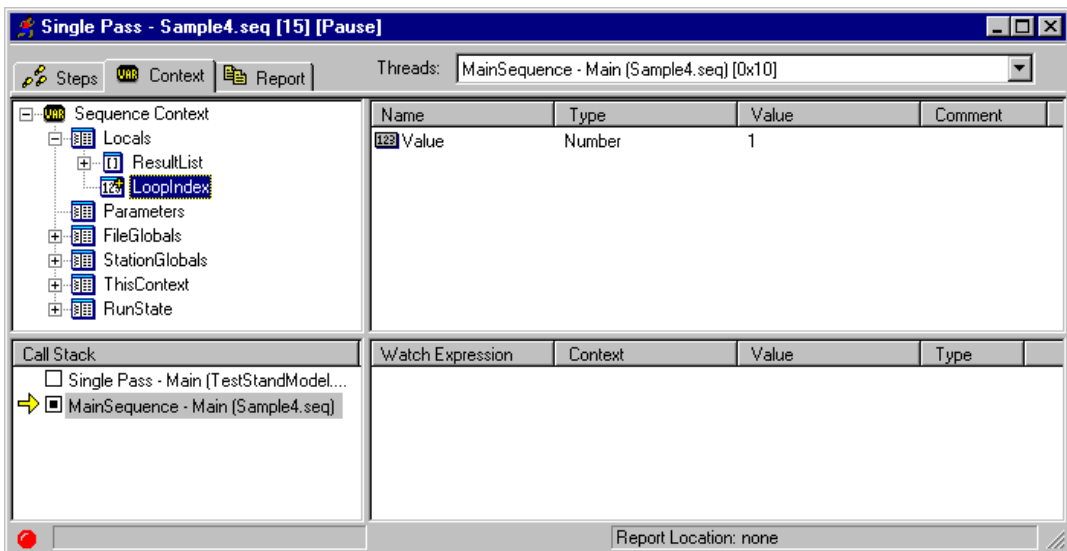 Single Pass - Sample4.seq [15] [Pause]
Steps Context Report Threads: MainSequence - Main (Sample4.seq) [0x10]
Sequence Context
Locals
ResultList
LoopIndex
Parameters
FileGlobals
StationGlobals
ThisContext
RunState
Name Type Value Comment
Value Number 1
Call Stack
Single Pass - Main (TestStandModel....
MainSequence - Main (Sample4.seq)
Watch Expression Context Value Type
Report Location: none